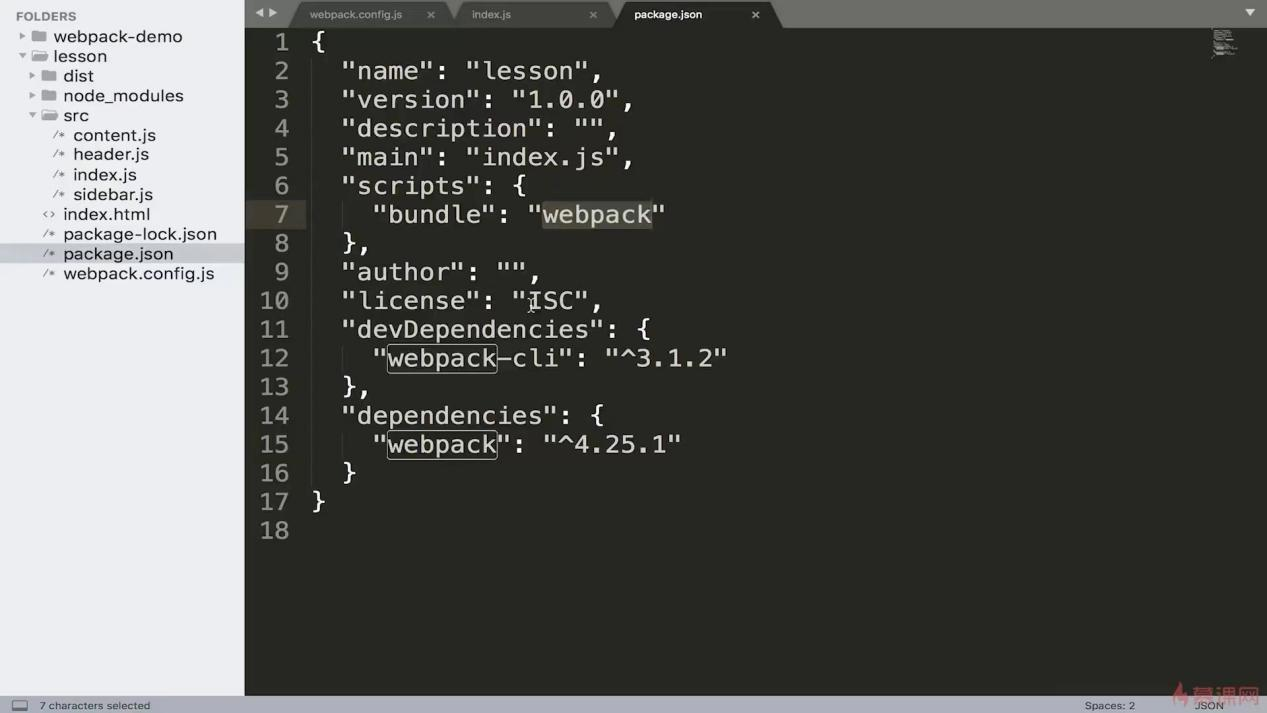 FOLDERS
webpack-demo
lesson
dist
node_modules
src
/* content.js
/* header.js
/* index.js
/* sidebar.js
<> index.html
/* package-lock.json
/* package.json
/* webpack.config.js
webpack.config.js × index.js × package.json ×
1 {
2 "name": "lesson",
3 "version": "1.0.0",
4 "description": "",
5 "main": "index.js",
6 "scripts": {
7 "bundle": "webpack"
8 },
9 "author": "",
10 "license": "ISC",
11 "devDependencies": {
12 "webpack-cli": "^3.1.2"
13 },
14 "dependencies": {
15 "webpack": "^4.25.1"
16 }
17 }
18
7 characters selected
Spaces: 2
JSON
慕课网